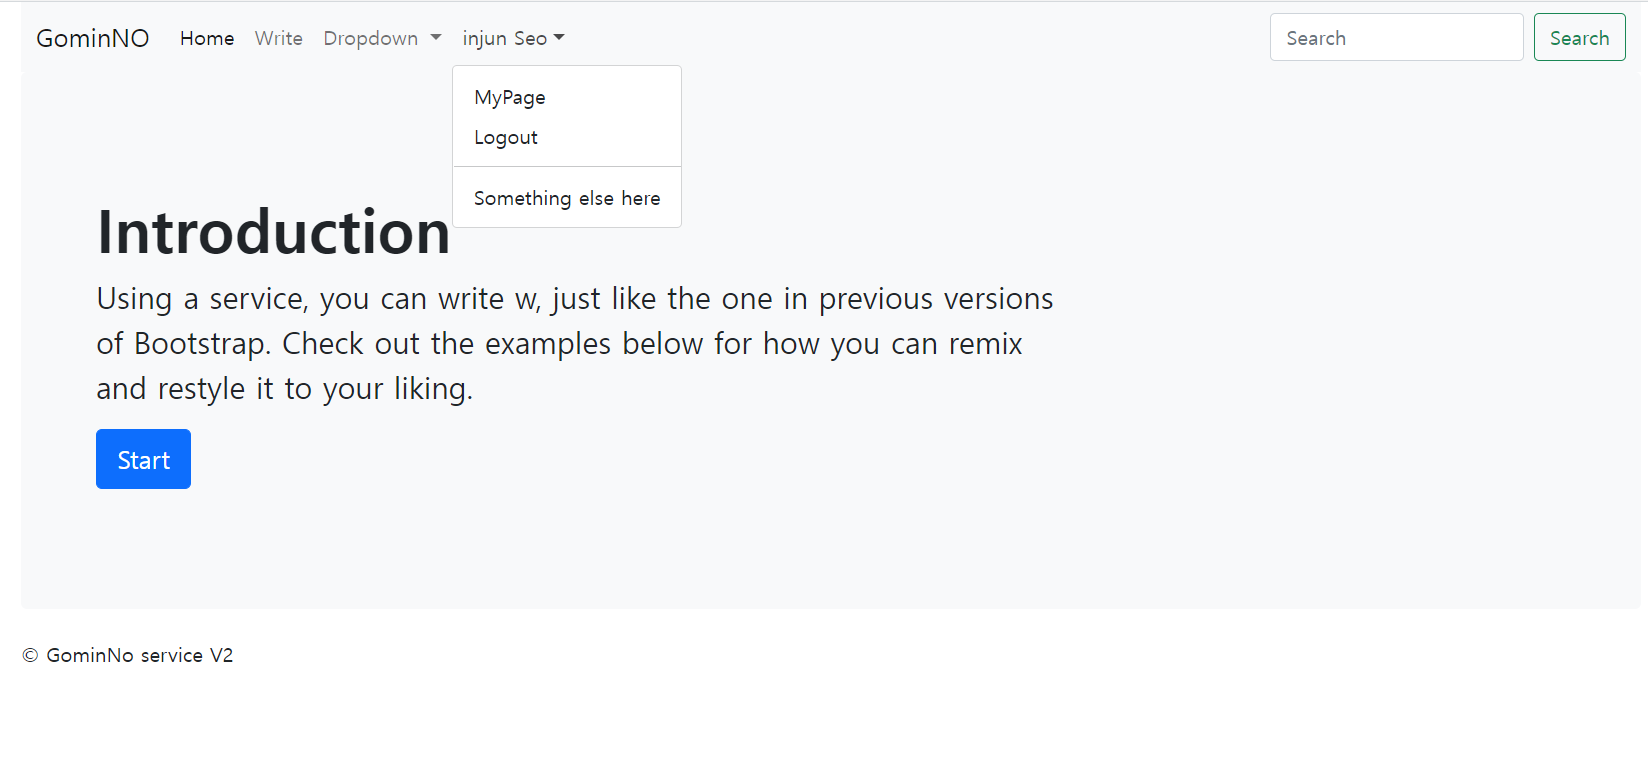 GominNO Home Write Dropdown injun Seo Search Search
MyPage
Logout
Something else here
Introduction
Using a service, you can write w, just like the one in previous versions
of Bootstrap. Check out the examples below for how you can remix
and restyle it to your liking.
Start
© GominNo service V2